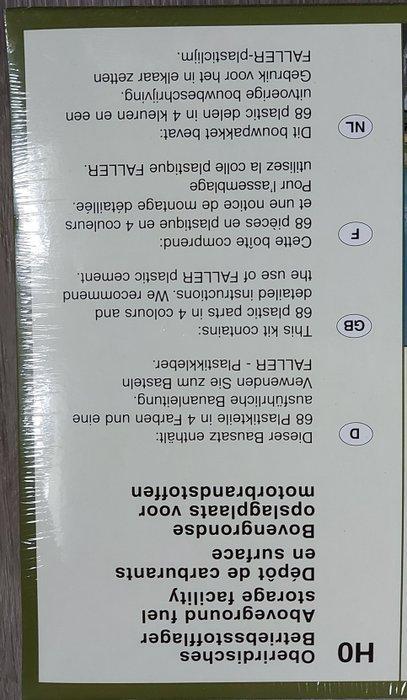 H0
Oberirdisches
Betriebsstofflager
Aboveground fuel
storage facility
Dépôt de carburants
en surface
Bovengrondse
opslagplaats voor
motorbrandstoffen
D
Dieser Bausatz enthält:
68 Plastikteile in 4 Farben und eine
ausführliche Bauanleitung.
Verwenden Sie zum Basteln
FALLER - Plastikkleber.
GB
This kit contains:
68 plastic parts in 4 colours and
detailed instructions. We recommend
the use of FALLER plastic cement.
F
Cette boîte comprend:
68 pièces en plastique en 4 couleurs
et une notice de montage détaillée.
Pour l'assemblage
utilisez la colle plastique FALLER.
NL
Dit bouwpakket bevat:
68 plastic delen in 4 kleuren en een
uitvoerige bouwbeschrijving.
Gebruik voor het in elkaar zetten
FALLER-plasticlijm.